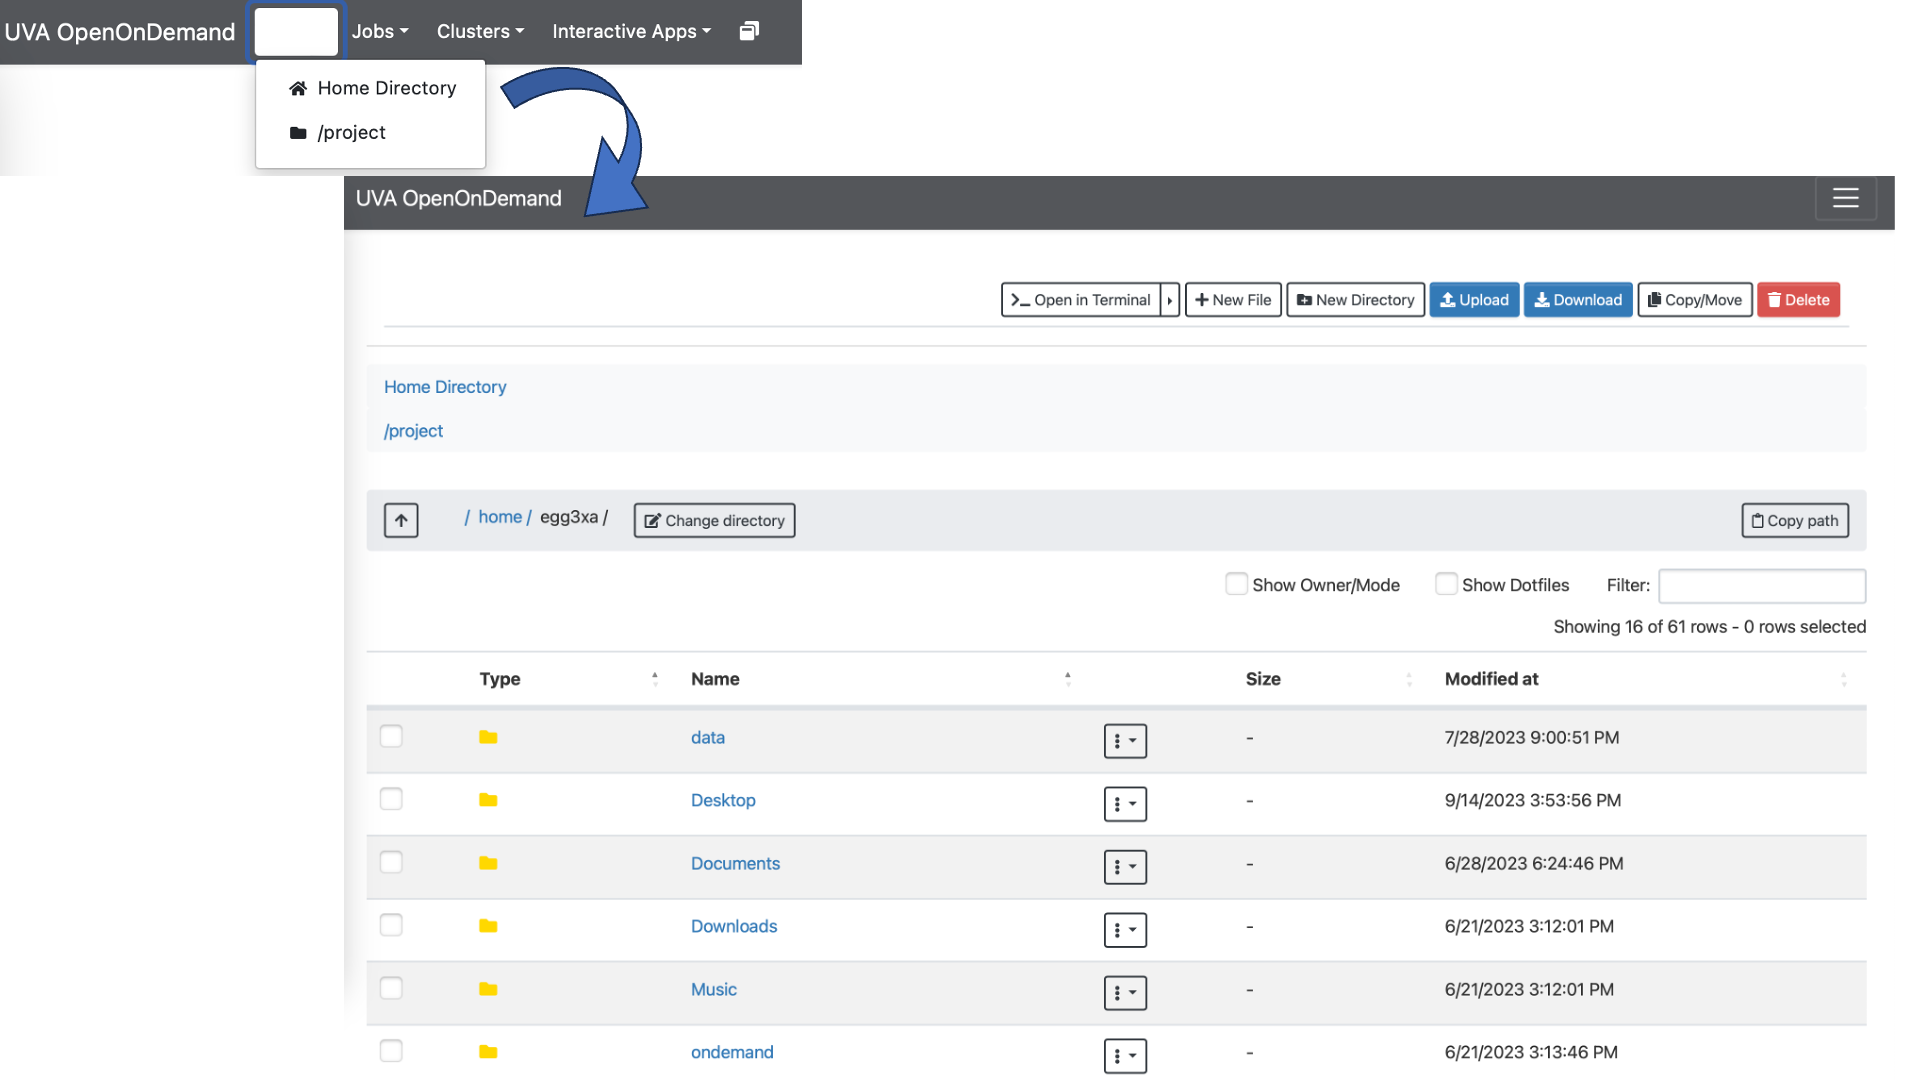 UVA OpenOnDemand Jobs Clusters Interactive Apps
Home Directory
/project
UVA OpenOnDemand
Open in Terminal New File New Directory Upload Download Copy/Move Delete
Home Directory
/project
/ home / egg3xa / Change directory Copy path
Show Owner/Mode Show Dotfiles Filter:
Showing 16 of 61 rows - 0 rows selected
Type Name Size Modified at
data - 7/28/2023 9:00:51 PM
Desktop - 9/14/2023 3:53:56 PM
Documents - 6/28/2023 6:24:46 PM
Downloads - 6/21/2023 3:12:01 PM
Music - 6/21/2023 3:12:01 PM
ondemand - 6/21/2023 3:13:46 PM